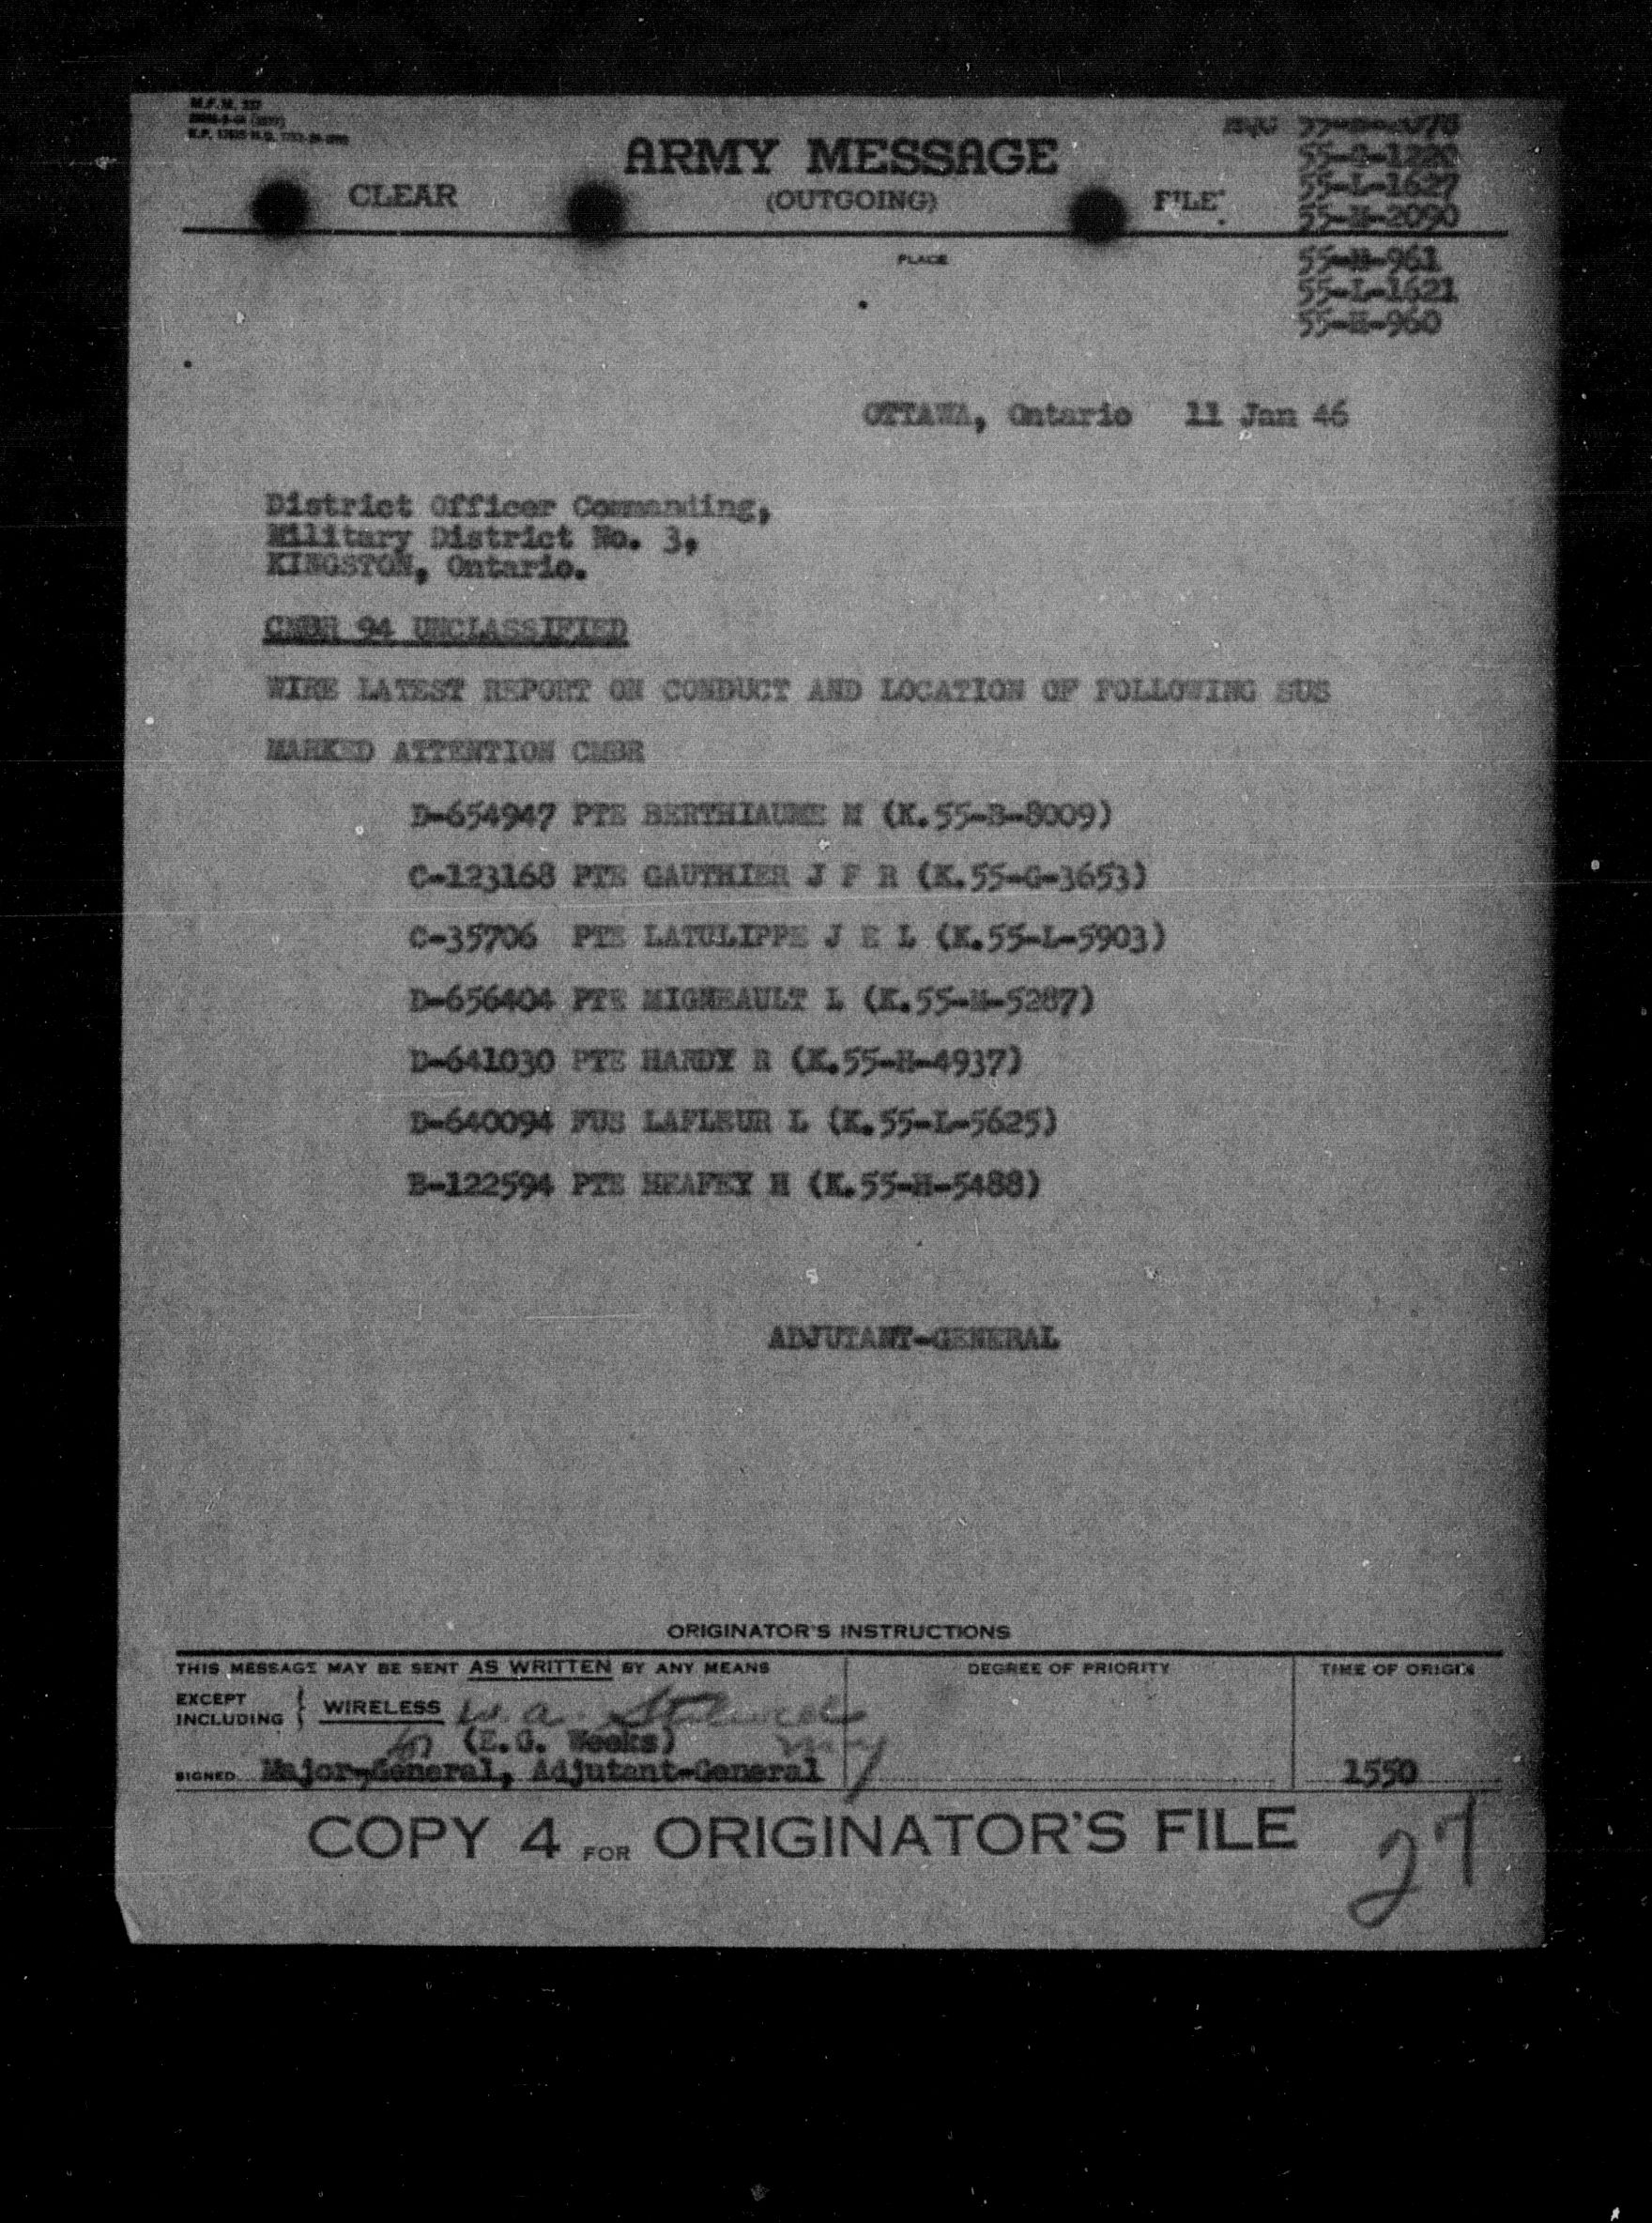 M.F.M. 337
ARMY MESSAGE
(OUTGOING)
CLEAR
FILE
55-L-1627
55-M-2090
PLACE
55-H-961
55-L-1621
55-H-960
OTTAWA, Ontario 11 Jan 46
District Officer Commanding,
Military District No. 3,
KINGSTON, Ontario.
CMBR 94 UNCLASSIFIED
WIRE LATEST REPORT ON CONDUCT AND LOCATION OF FOLLOWING SUS
MARKED ATTENTION CMBR
D-654947 PTE BERTHIAUME M (K.55-B-8009)
C-123168 PTE GAUTHIER J F R (K.55-G-3653)
C-35706 PTE LATULIPPE J E L (K.55-L-5903)
D-656404 PTE MIGNEAULT L (K.55-M-5287)
D-641030 PTE HARDY R (K.55-H-4937)
D-640094 FUS LAFLEUR L (K.55-L-5625)
B-122594 PTE HEAFEY H (K.55-H-5488)
ADJUTANT-GENERAL
ORIGINATOR'S INSTRUCTIONS
THIS MESSAGE MAY BE SENT AS WRITTEN BY ANY MEANS
DEGREE OF PRIORITY
TIME OF ORIGIN
EXCEPT
INCLUDING } WIRELESS W. A.
for (E.G. Weeks)
SIGNED Major-General, Adjutant-General
1550
COPY 4 FOR ORIGINATOR'S FILE
27